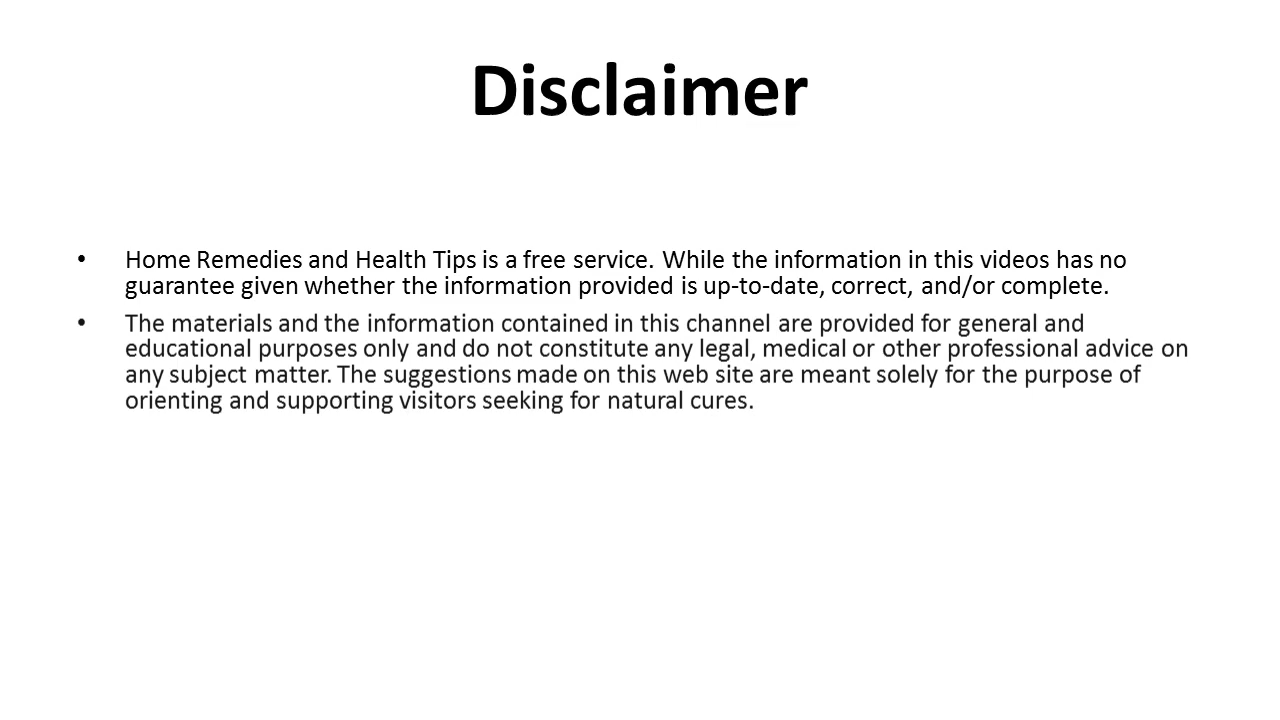 Disclaimer
• Home Remedies and Health Tips is a free service. While the information in this videos has no
guarantee given whether the information provided is up-to-date, correct, and/or complete.
• The materials and the information contained in this channel are provided for general and
educational purposes only and do not constitute any legal, medical or other professional advice on
any subject matter. The suggestions made on this web site are meant solely for the purpose of
orienting and supporting visitors seeking for natural cures.